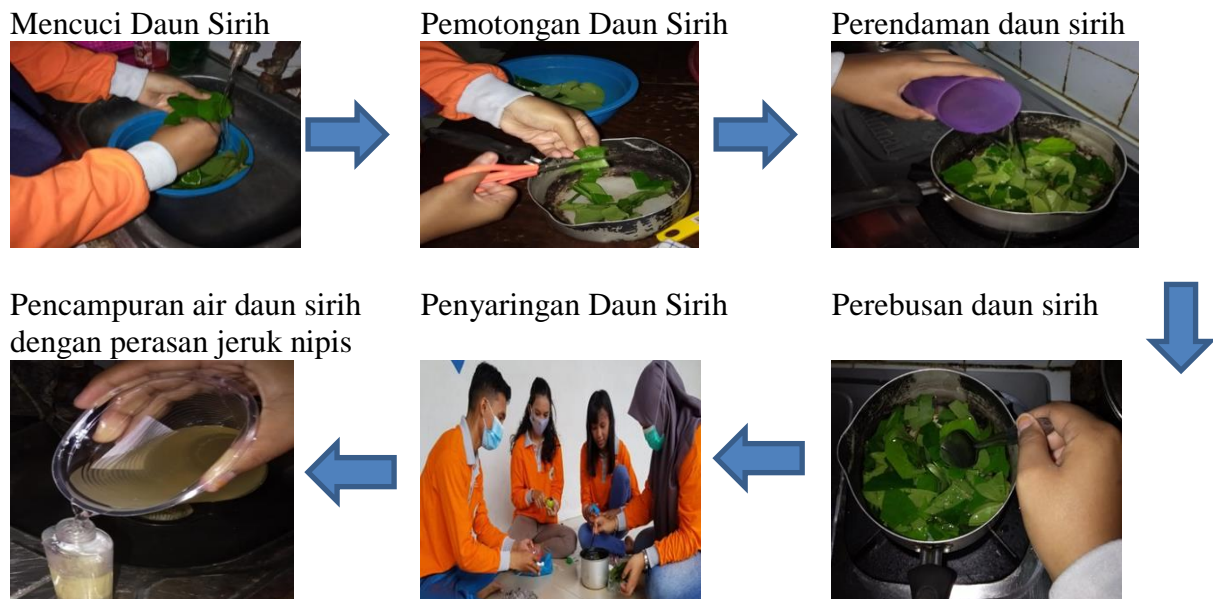 Mencuci Daun Sirih
Pemotongan Daun Sirih
Perendaman daun sirih
Perebusan daun sirih
Penyaringan Daun Sirih
Pencampuran air daun sirih
dengan perasan jeruk nipis